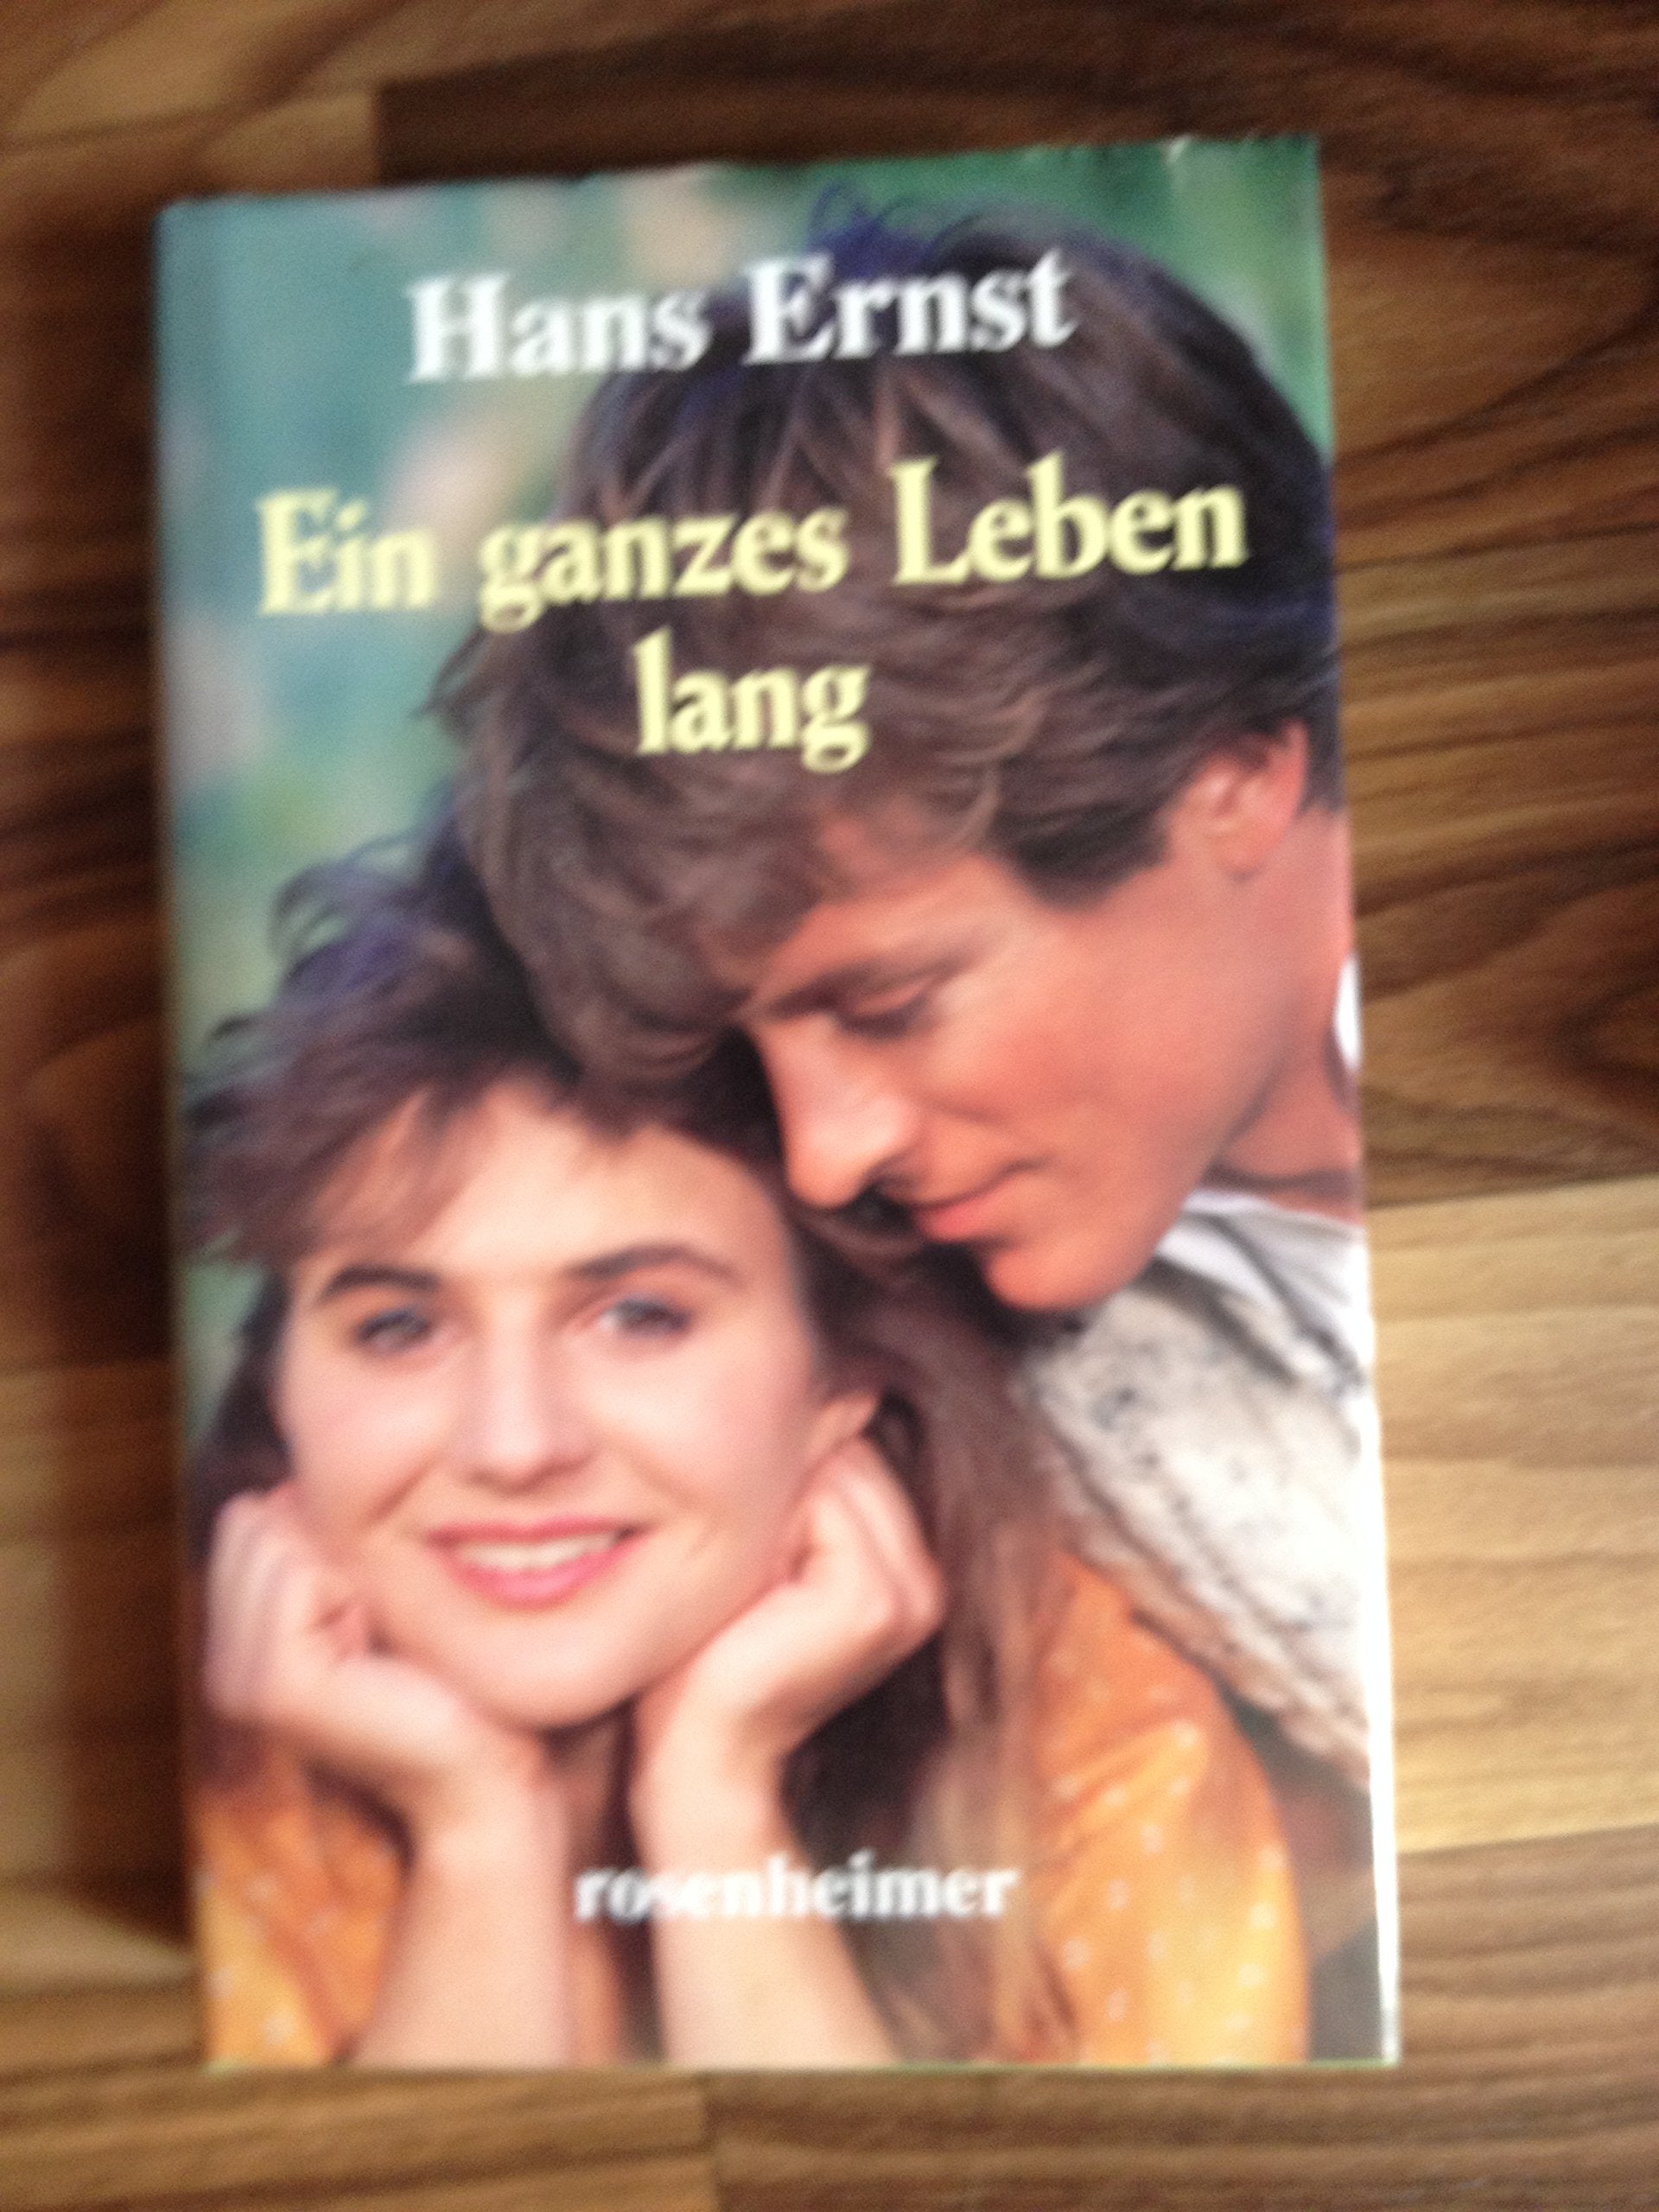 Hans Ernst
Ein ganzes Leben
lang
rosenheimer